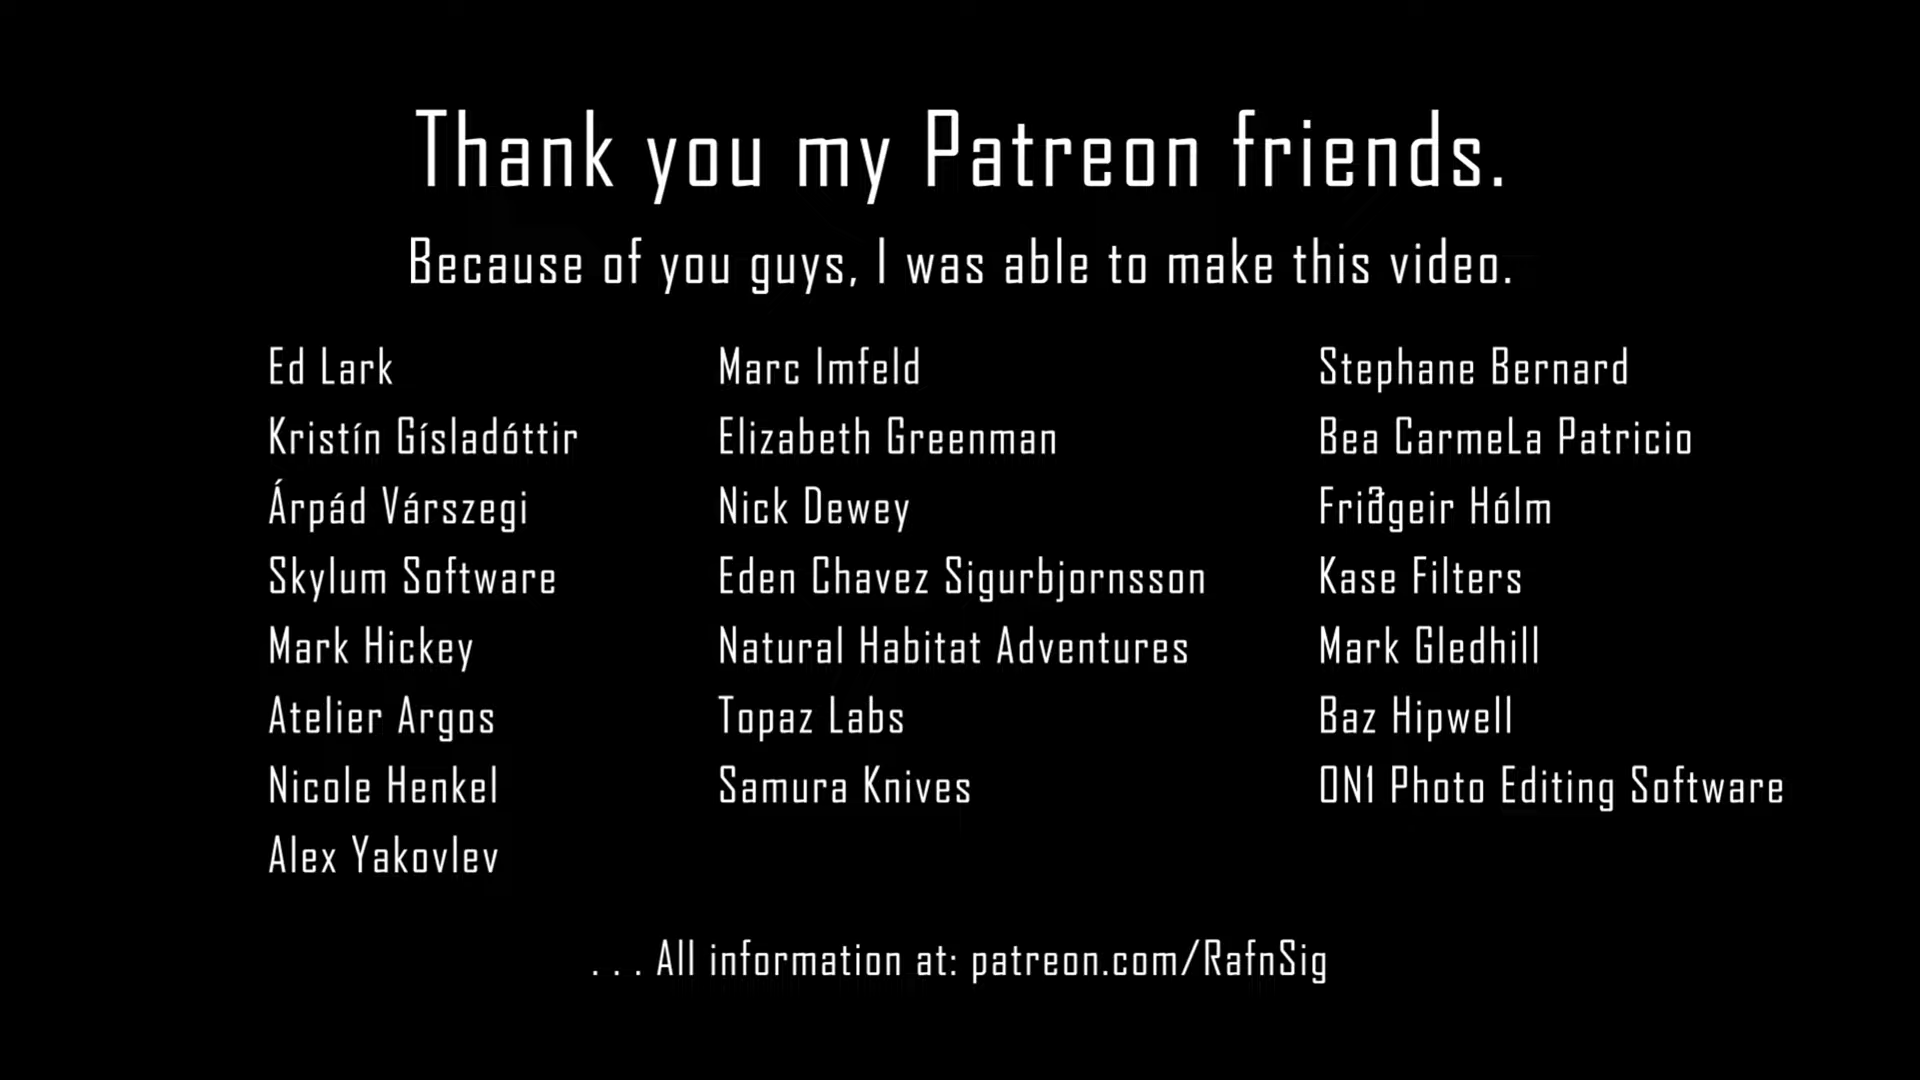 Thank you my Patreon friends.
Because of you guys, I was able to make this video.
Ed Lark
Kristín Gísladóttir
Árpád Várszegi
Skylum Software
Mark Hickey
Atelier Argos
Nicole Henkel
Alex Yakovlev
Marc Imfeld
Elizabeth Greenman
Nick Dewey
Eden Chavez Sigurbjornsson
Natural Habitat Adventures
Topaz Labs
Samura Knives
Stephane Bernard
Bea CarmeLa Patricio
Friðgeir Hólm
Kase Filters
Mark Gledhill
Baz Hipwell
ON1 Photo Editing Software
. . . All information at: patreon.com/RafnSig